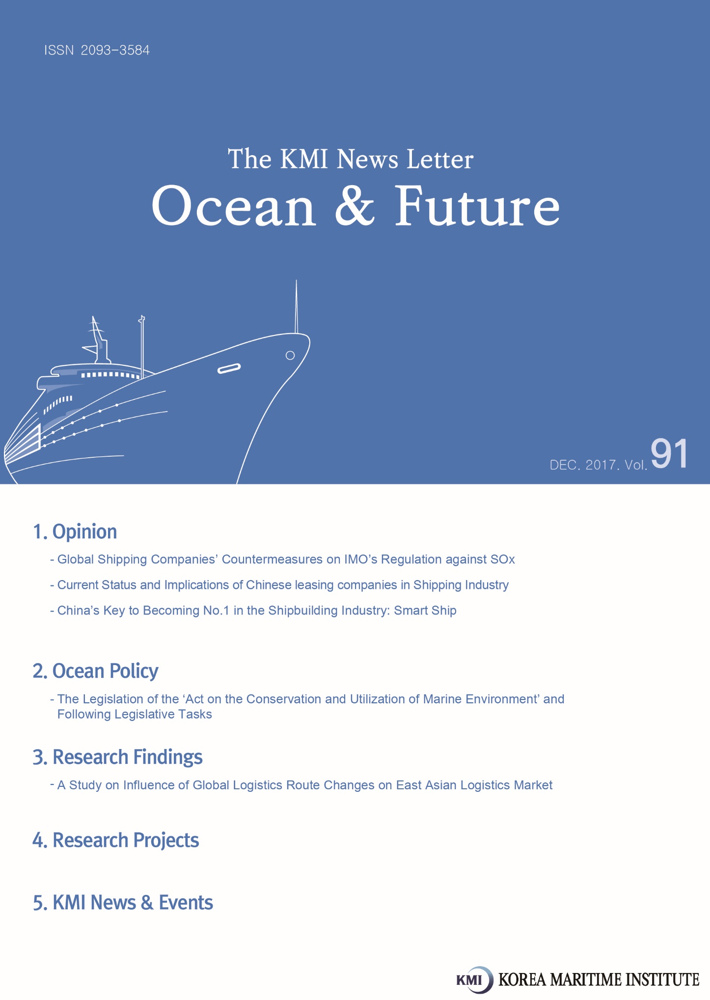 ISSN 2093-3584
The KMI News Letter
Ocean & Future
DEC. 2017. Vol. 91
1. Opinion
- Global Shipping Companies’ Countermeasures on IMO’s Regulation against SOx
- Current Status and Implications of Chinese leasing companies in Shipping Industry
- China’s Key to Becoming No.1 in the Shipbuilding Industry: Smart Ship
2. Ocean Policy
- The Legislation of the ‘Act on the Conservation and Utilization of Marine Environment’ and
Following Legislative Tasks
3. Research Findings
- A Study on Influence of Global Logistics Route Changes on East Asian Logistics Market
4. Research Projects
5. KMI News & Events
KMI KOREA MARITIME INSTITUTE